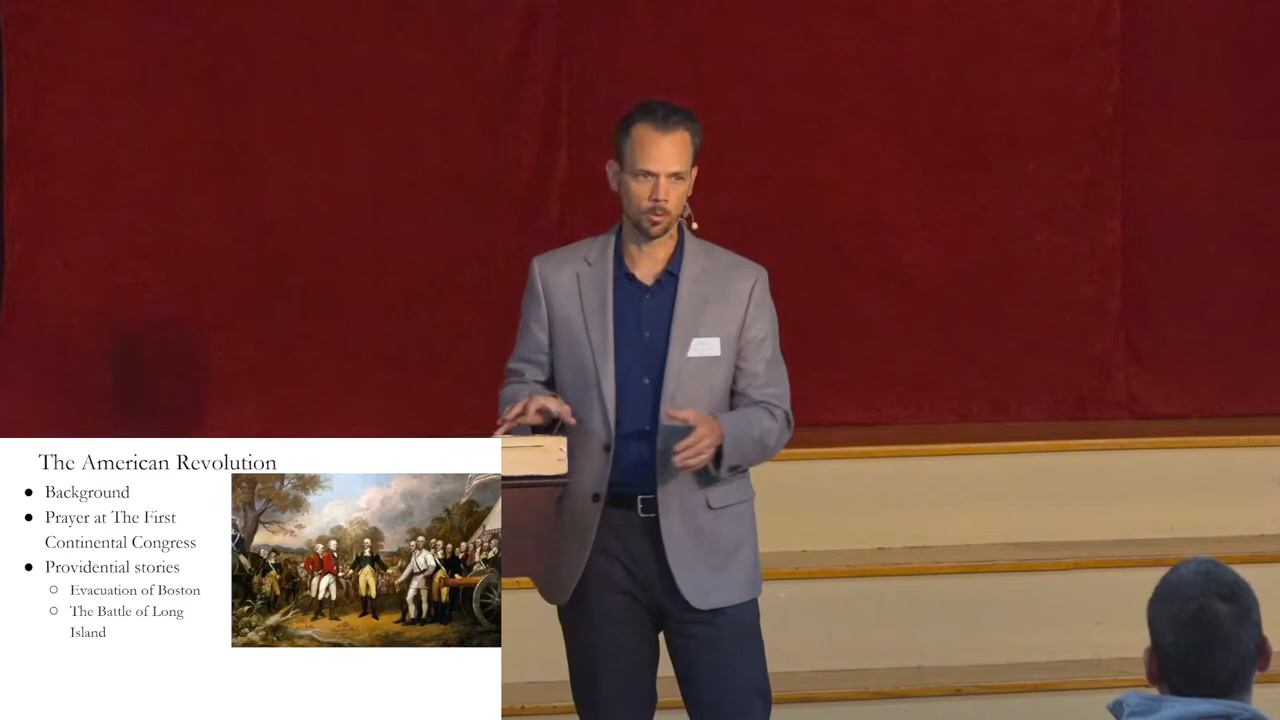 The American Revolution
● Background
● Prayer at The First
Continental Congress
● Providential stories
○ Evacuation of Boston
○ The Battle of Long
Island